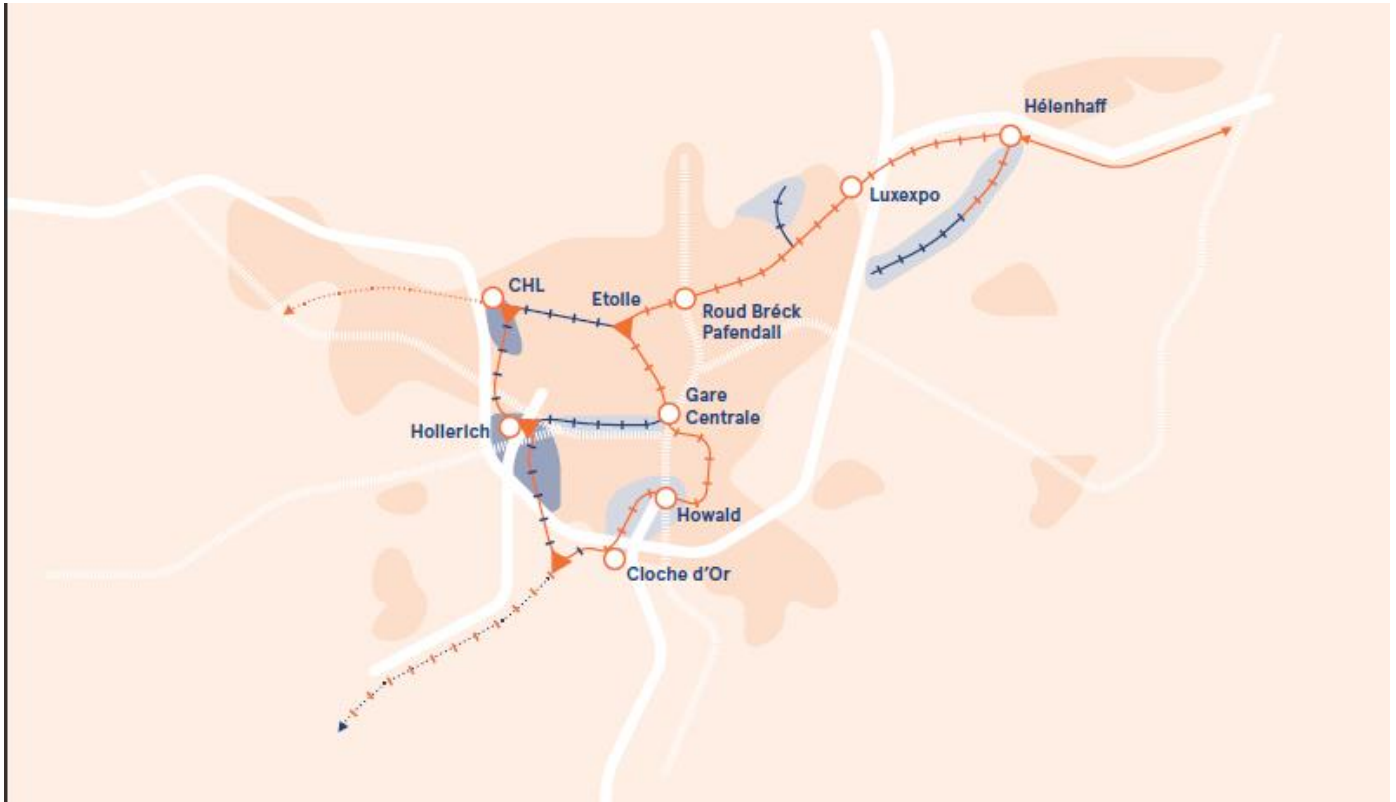 Hélenhaff
Luxexpo
CHL
Etoile
Roud Bréck
Pafendall
Gare
Centrale
Hollerich
Howald
Cloche d'Or